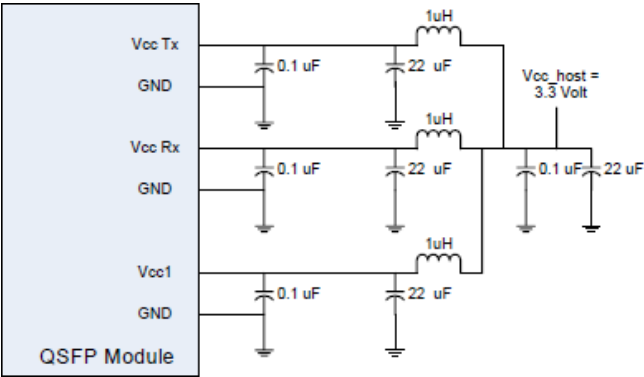 1uH
Vcc Tx
0.1 uF
22 uF
GND
Vcc_host =
3.3 Volt
1uH
Vcc Rx
0.1 uF
22 uF
0.1 uF
22 uF
GND
1uH
Vcc1
0.1 uF
22 uF
GND
QSFP Module